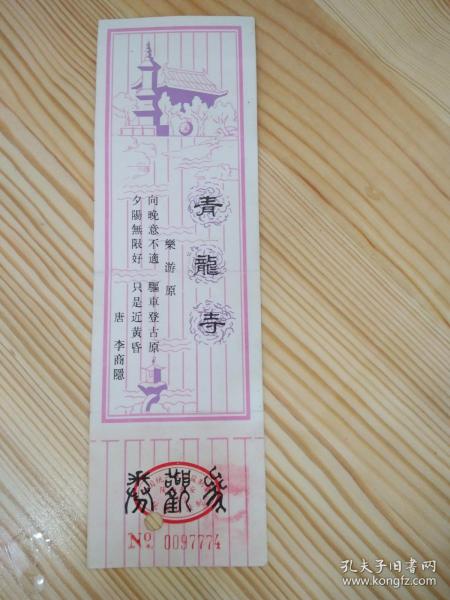 青龍寺
樂游原
向晚意不適 驅車登古原
夕陽無限好 只是近黃昏
唐 李商隱
參觀券
No 0097774
孔夫子旧书网
www.kongfz.com